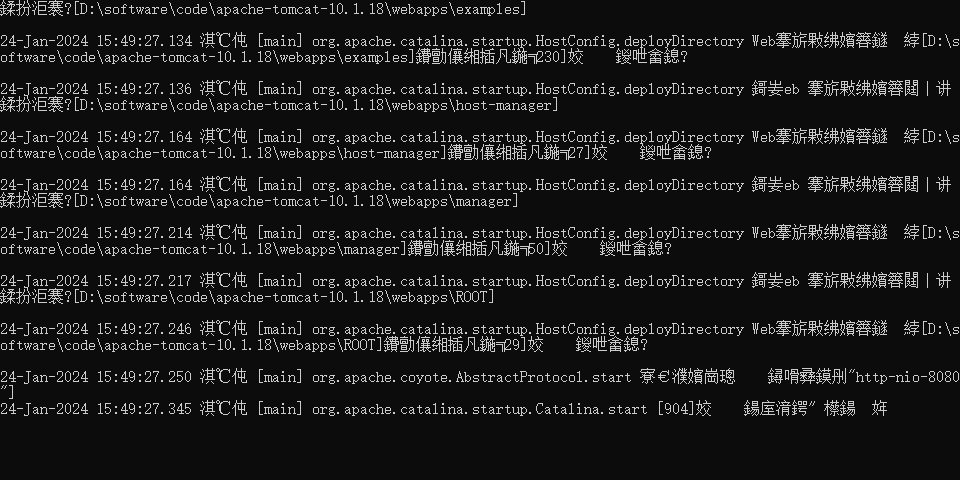 鍒扮洰褰?[D:\software\code\apache-tomcat-10.1.18\webapps\examples]
24-Jan-2024 15:49:27.134 淇℃伅 [main] org.apache.catalina.startup.HostConfig.deployDirectory Web搴旂敤绋嬪簭鐩 綍[D:\s
oftware\code\apache-tomcat-10.1.18\webapps\examples]鐨勯儴缃插凡鍦╗230]姣 鍐呭畬鎴?
24-Jan-2024 15:49:27.136 淇℃伅 [main] org.apache.catalina.startup.HostConfig.deployDirectory 鎶妛eb 搴旂敤绋嬪簭閮ㄧ讲
鍒扮洰褰?[D:\software\code\apache-tomcat-10.1.18\webapps\host-manager]
24-Jan-2024 15:49:27.164 淇℃伅 [main] org.apache.catalina.startup.HostConfig.deployDirectory Web搴旂敤绋嬪簭鐩 綍[D:\s
oftware\code\apache-tomcat-10.1.18\webapps\host-manager]鐨勯儴缃插凡鍦╗27]姣 鍐呭畬鎴?
24-Jan-2024 15:49:27.164 淇℃伅 [main] org.apache.catalina.startup.HostConfig.deployDirectory 鎶妛eb 搴旂敤绋嬪簭閮ㄧ讲
鍒扮洰褰?[D:\software\code\apache-tomcat-10.1.18\webapps\manager]
24-Jan-2024 15:49:27.214 淇℃伅 [main] org.apache.catalina.startup.HostConfig.deployDirectory Web搴旂敤绋嬪簭鐩 綍[D:\s
oftware\code\apache-tomcat-10.1.18\webapps\manager]鐨勯儴缃插凡鍦╗50]姣 鍐呭畬鎴?
24-Jan-2024 15:49:27.217 淇℃伅 [main] org.apache.catalina.startup.HostConfig.deployDirectory 鎶妛eb 搴旂敤绋嬪簭閮ㄧ讲
鍒扮洰褰?[D:\software\code\apache-tomcat-10.1.18\webapps\ROOT]
24-Jan-2024 15:49:27.246 淇℃伅 [main] org.apache.catalina.startup.HostConfig.deployDirectory Web搴旂敤绋嬪簭鐩 綍[D:\s
oftware\code\apache-tomcat-10.1.18\webapps\ROOT]鐨勯儴缃插凡鍦╗29]姣 鍐呭畬鎴?
24-Jan-2024 15:49:27.250 淇℃伅 [main] org.apache.coyote.AbstractProtocol.start 寮€濮嬪崗璁 鐞嗗彞鏌刐"http-nio-8080
"]
24-Jan-2024 15:49:27.345 淇℃伅 [main] org.apache.catalina.startup.Catalina.start [904]姣